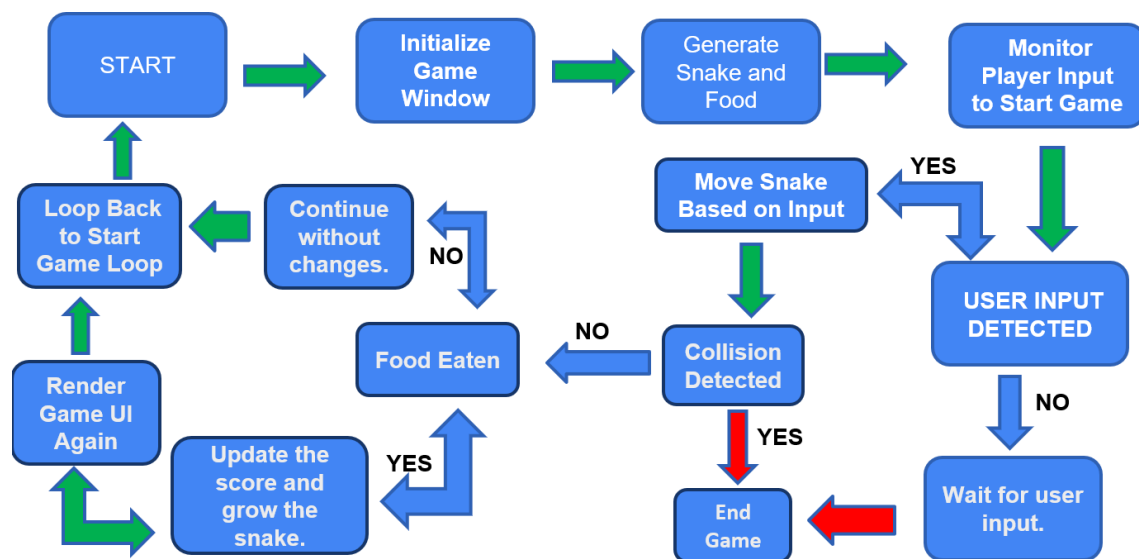 START
Initialize
Game
Window
Generate
Snake and
Food
Monitor
Player Input
to Start Game
YES
Move Snake
Based on Input
Loop Back
to Start
Game Loop
Continue
without
changes.
NO
USER INPUT
DETECTED
NO
Food Eaten
Collision
Detected
Render
Game UI
Again
NO
YES
YES
Update the
score and
grow the
snake.
Wait for user
input.
End
Game